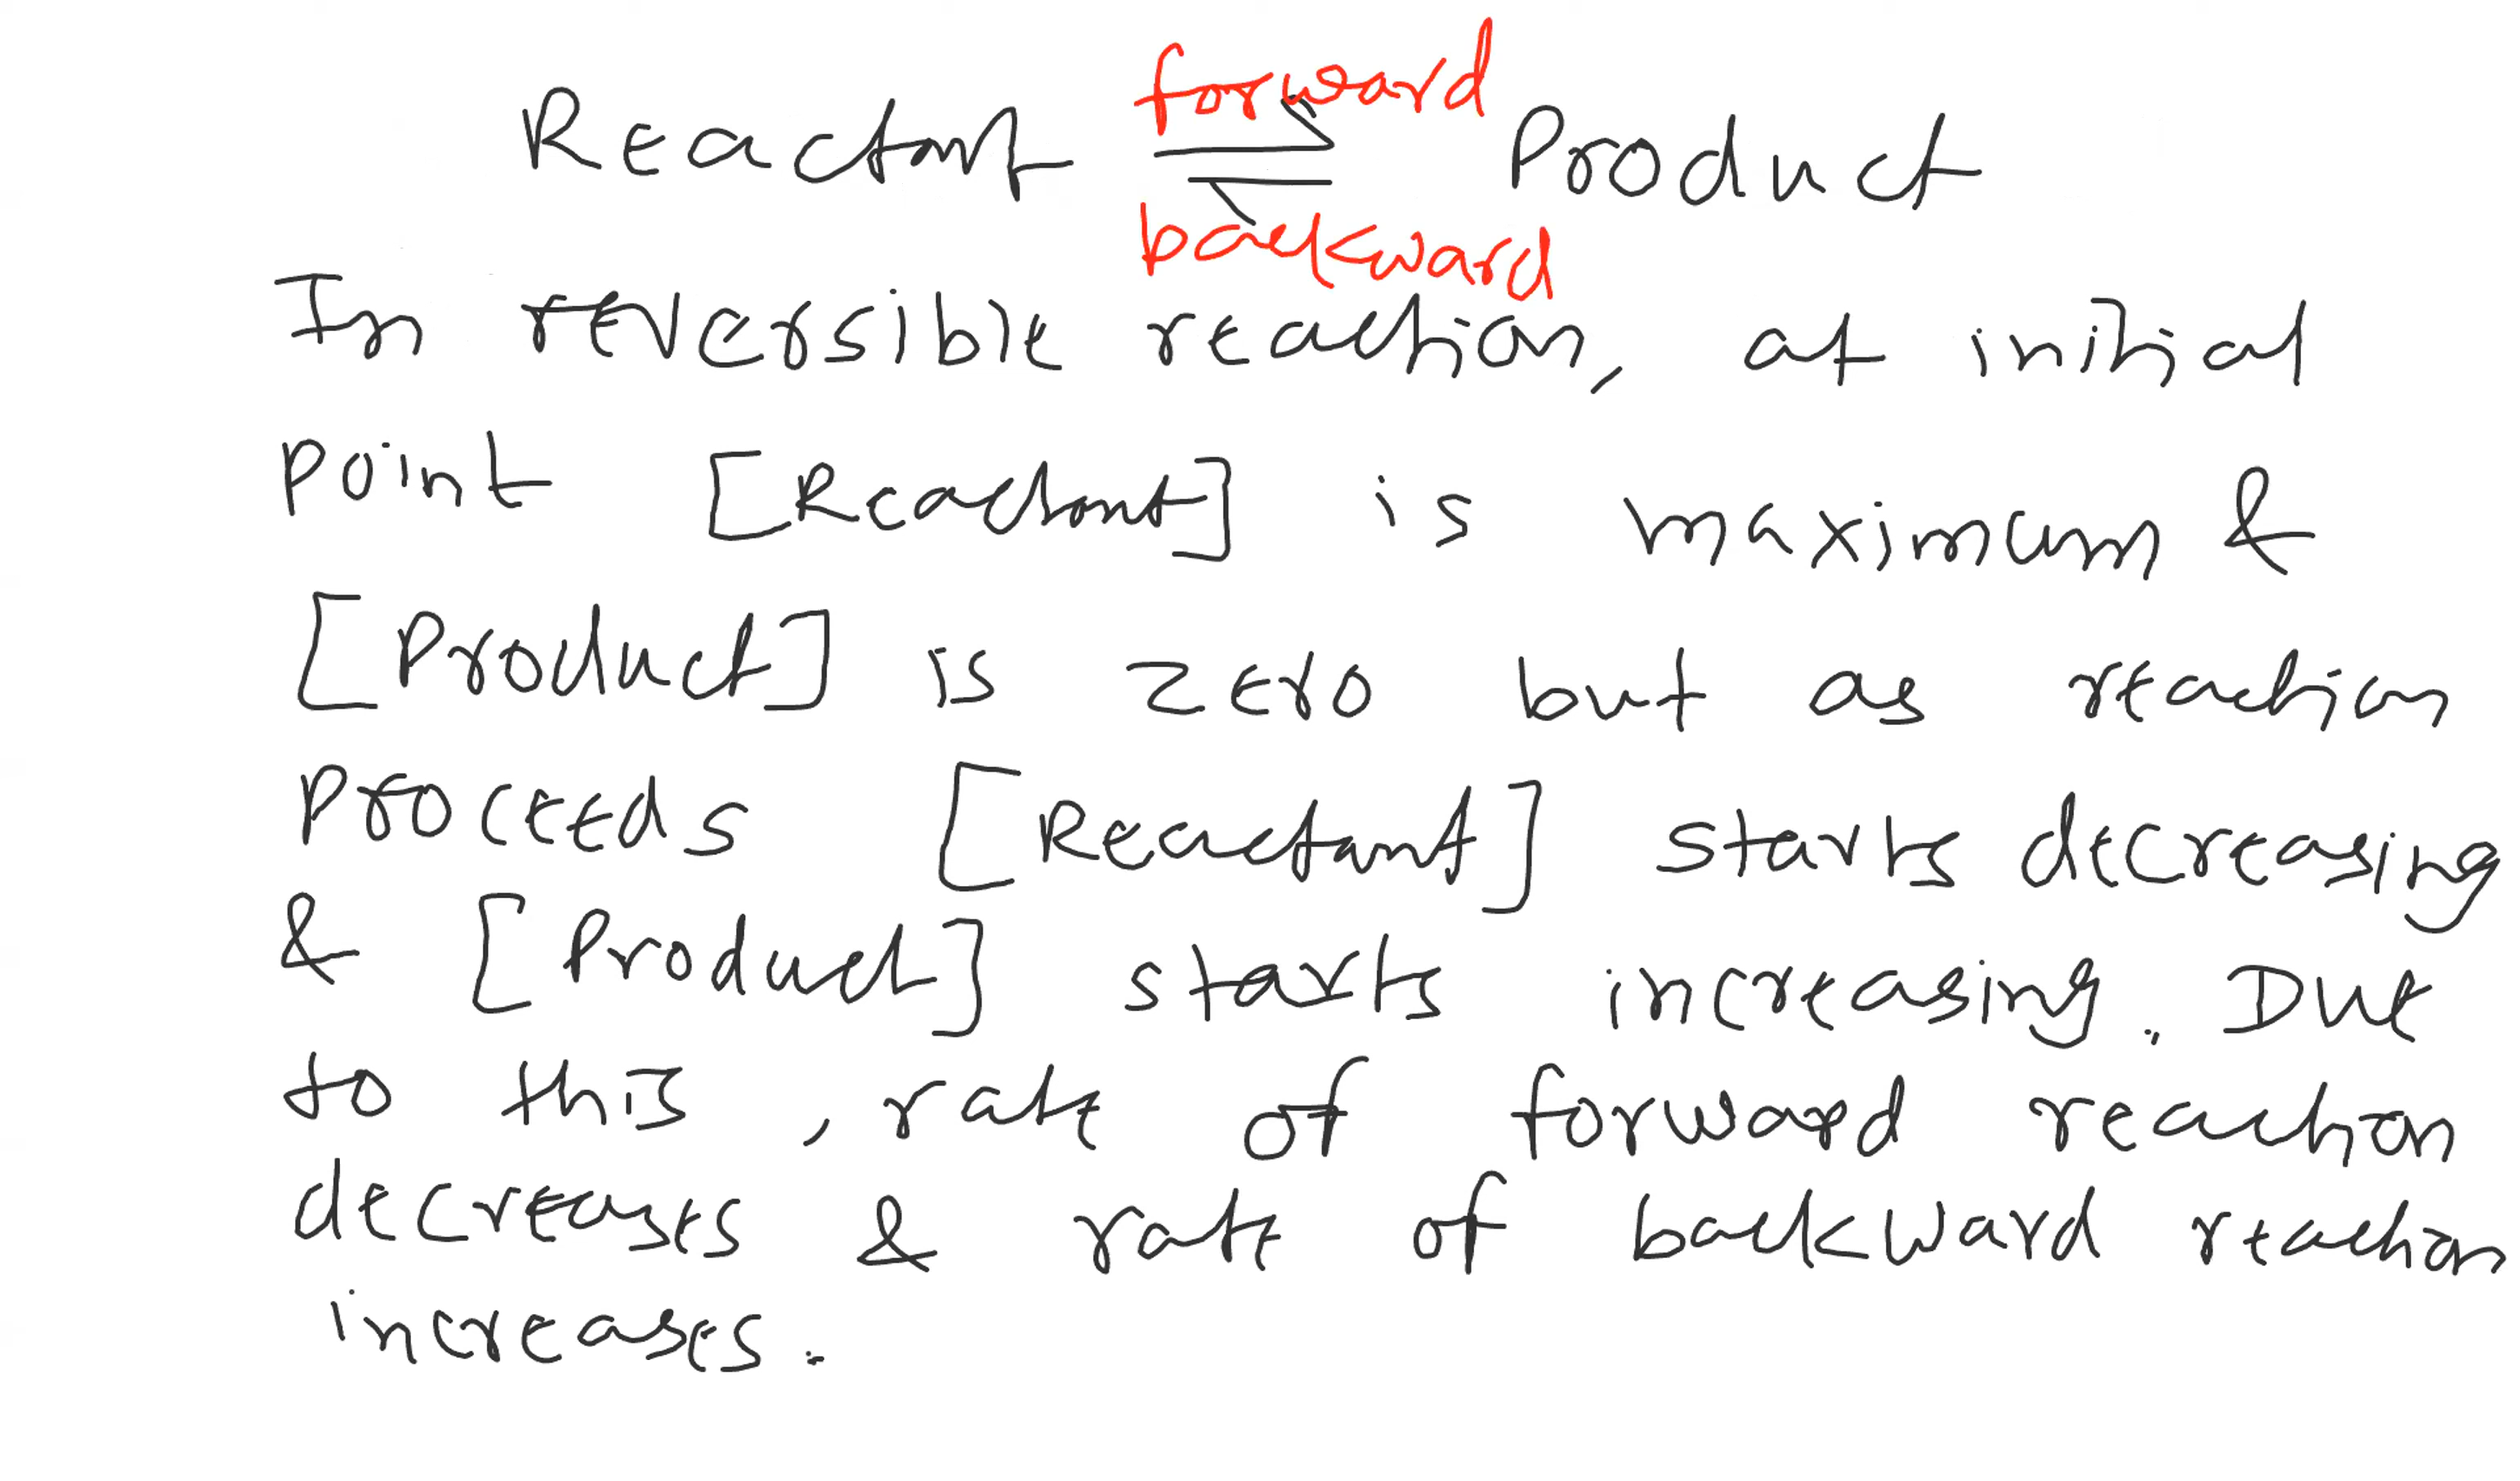 forward
Reactant ⇌ Product
backward
In reversible reaction, at initial
point [Reactant] is maximum &
[Product] is zero but as reaction
proceeds [Reactant] starts decreasing
& [Product] starts increasing. Due
to this, rate of forward reaction
decreases & rate of backward reaction
increases.